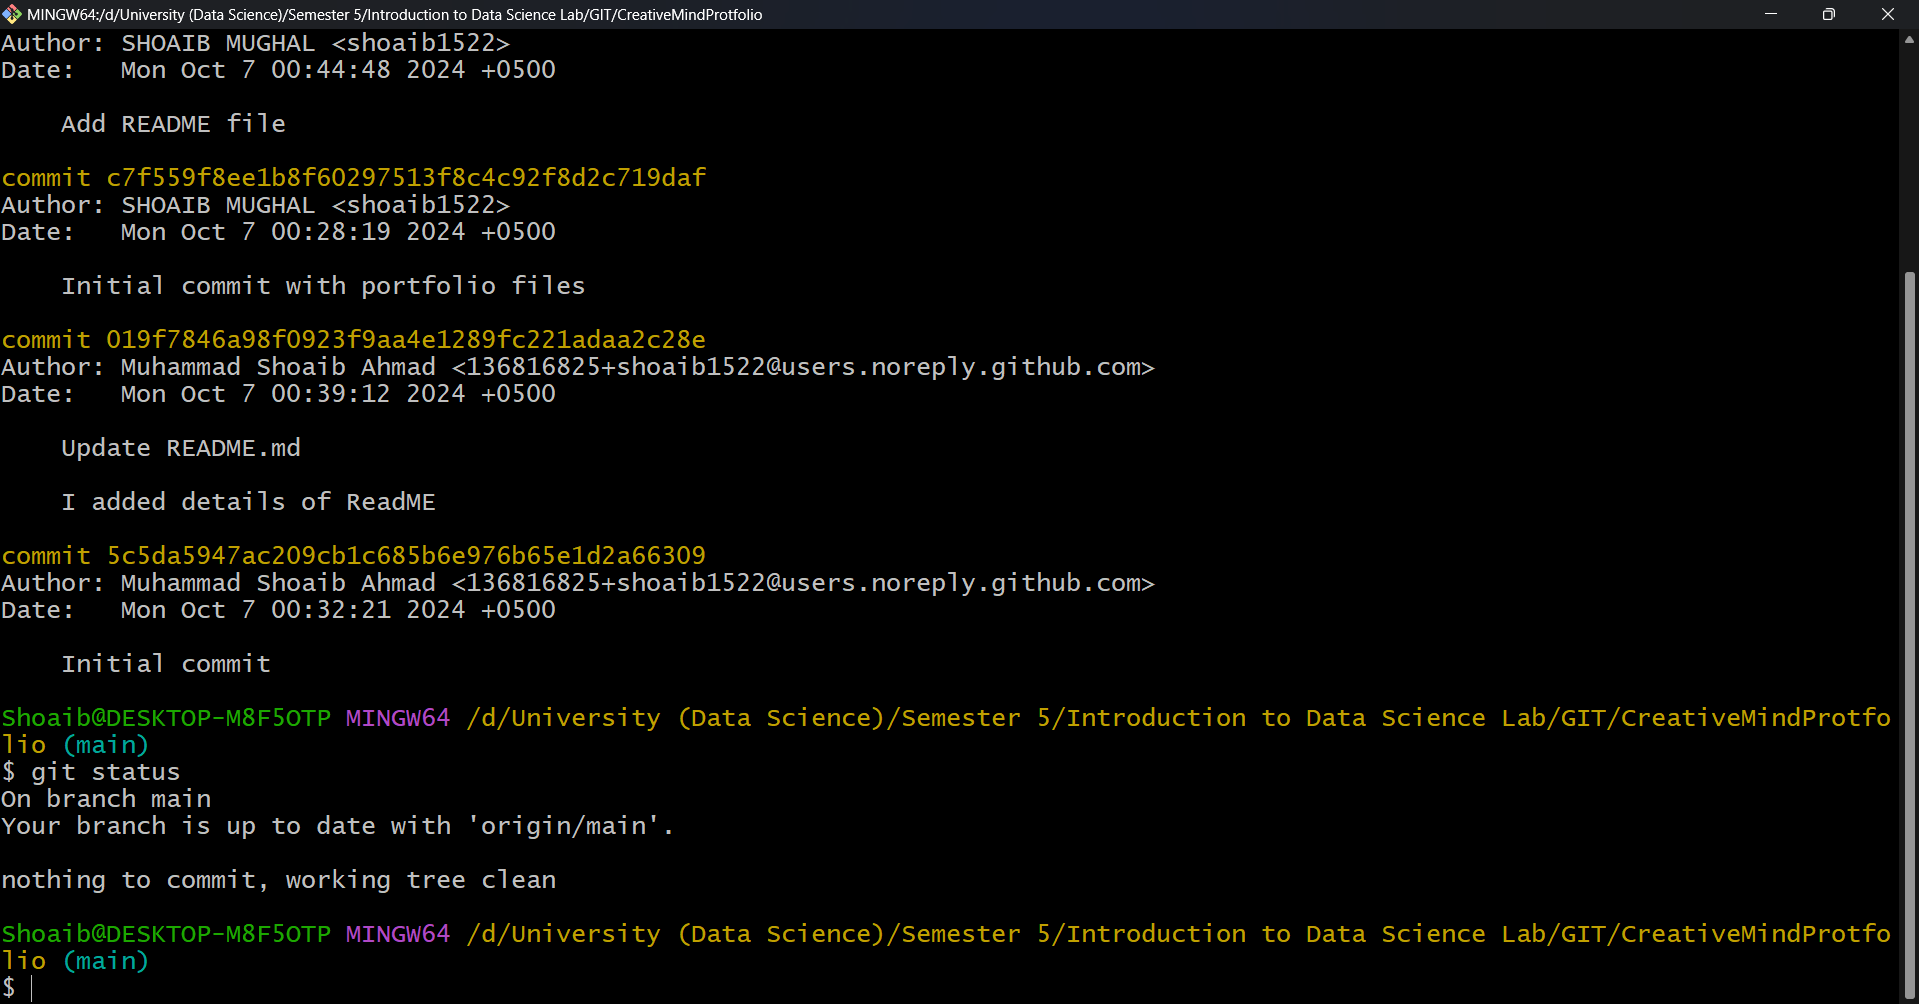 MINGW64:/d/University (Data Science)/Semester 5/Introduction to Data Science Lab/GIT/CreativeMindProtfolio
Author: SHOAIB MUGHAL <shoaib1522>
Date:   Mon Oct 7 00:44:48 2024 +0500
    Add README file
commit c7f559f8ee1b8f60297513f8c4c92f8d2c719daf
Author: SHOAIB MUGHAL <shoaib1522>
Date:   Mon Oct 7 00:28:19 2024 +0500
    Initial commit with portfolio files
commit 019f7846a98f0923f9aa4e1289fc221adaa2c28e
Author: Muhammad Shoaib Ahmad <136816825+shoaib1522@users.noreply.github.com>
Date:   Mon Oct 7 00:39:12 2024 +0500
    Update README.md
    I added details of ReadME
commit 5c5da5947ac209cb1c685b6e976b65e1d2a66309
Author: Muhammad Shoaib Ahmad <136816825+shoaib1522@users.noreply.github.com>
Date:   Mon Oct 7 00:32:21 2024 +0500
    Initial commit
Shoaib@DESKTOP-M8F5OTP MINGW64 /d/University (Data Science)/Semester 5/Introduction to Data Science Lab/GIT/CreativeMindProtfo
lio (main)
$ git status
On branch main
Your branch is up to date with 'origin/main'.
nothing to commit, working tree clean
Shoaib@DESKTOP-M8F5OTP MINGW64 /d/University (Data Science)/Semester 5/Introduction to Data Science Lab/GIT/CreativeMindProtfo
lio (main)
$